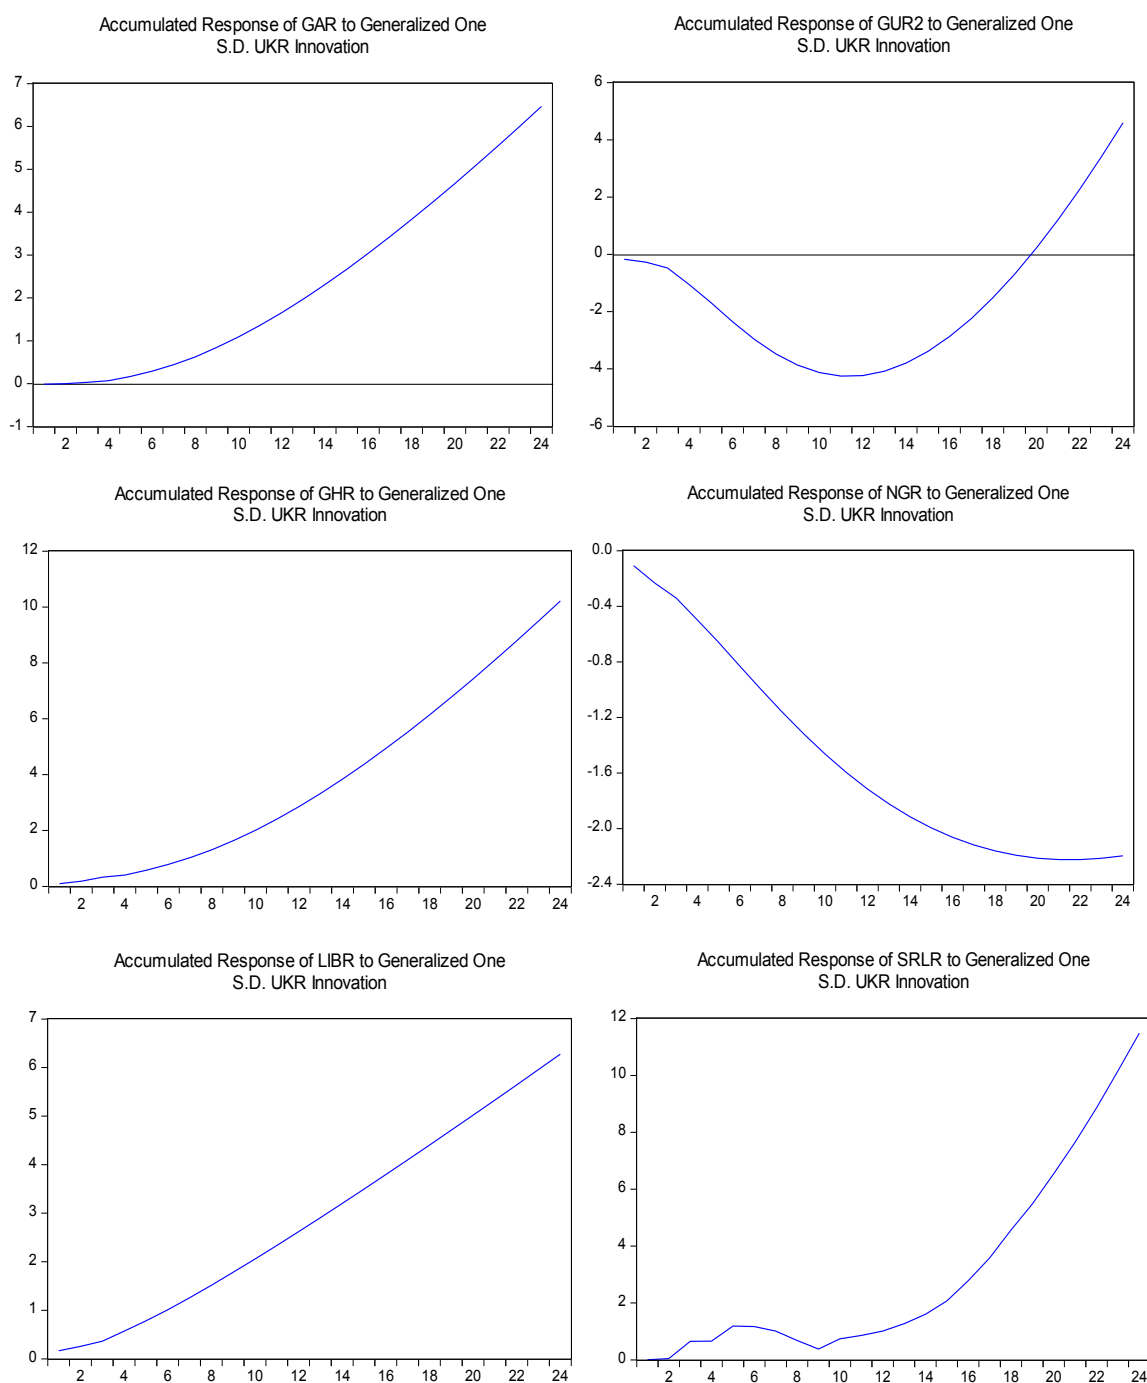 Accumulated Response of GAR to Generalized One
S.D. UKR Innovation
7
6
5
4
3
2
1
0
-1
2 4 6 8 10 12 14 16 18 20 22 24
Accumulated Response of GUR2 to Generalized One
S.D. UKR Innovation
6
4
2
0
-2
-4
-6
2 4 6 8 10 12 14 16 18 20 22 24
Accumulated Response of GHR to Generalized One
S.D. UKR Innovation
12
10
8
6
4
2
0
2 4 6 8 10 12 14 16 18 20 22 24
Accumulated Response of NGR to Generalized One
S.D. UKR Innovation
0.0
-0.4
-0.8
-1.2
-1.6
-2.0
-2.4
2 4 6 8 10 12 14 16 18 20 22 24
Accumulated Response of LIBR to Generalized One
S.D. UKR Innovation
7
6
5
4
3
2
1
0
2 4 6 8 10 12 14 16 18 20 22 24
Accumulated Response of SRLR to Generalized One
S.D. UKR Innovation
12
10
8
6
4
2
0
2 4 6 8 10 12 14 16 18 20 22 24